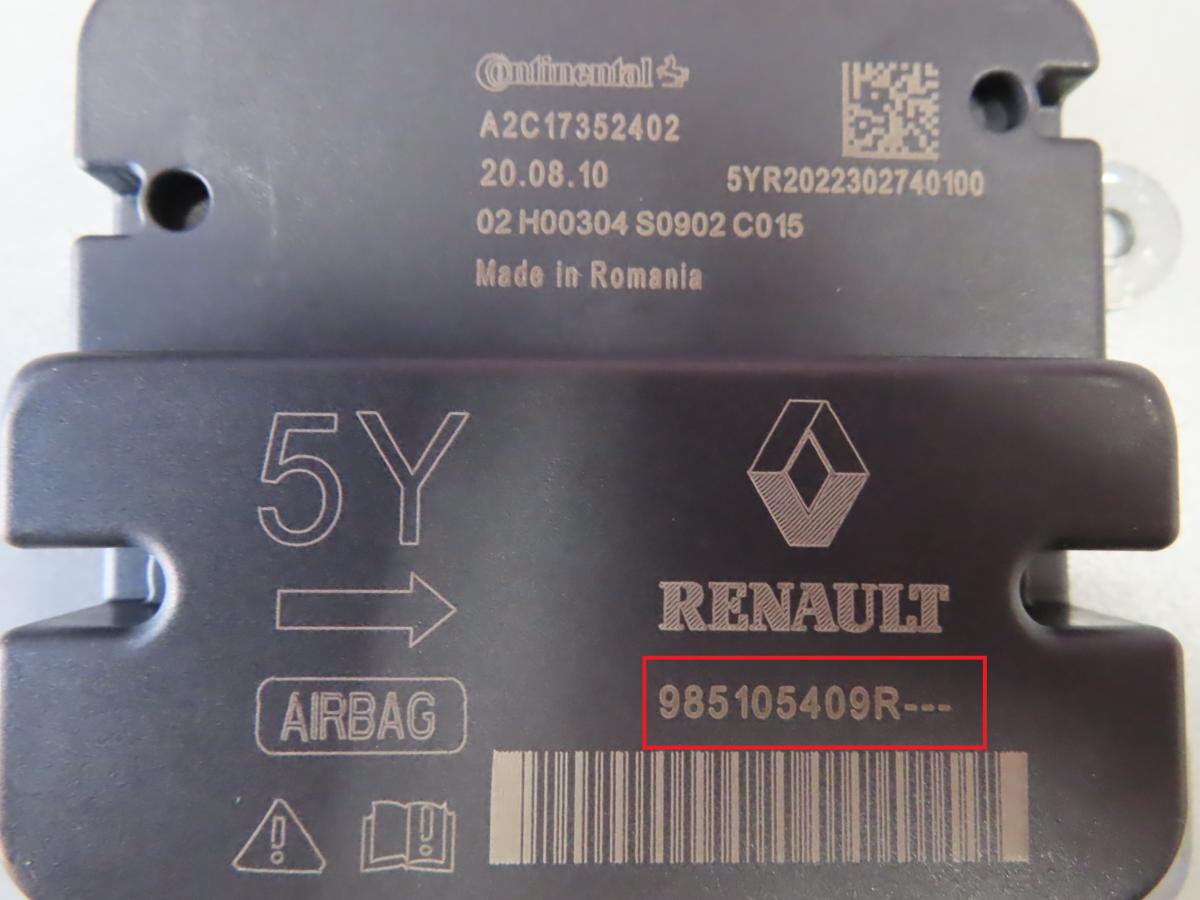 Continental
A2C17352402
20.08.10
5YR2022302740100
02 H00304 S0902 C015
Made in Romania
5Y
RENAULT
AIRBAG
985105409R---